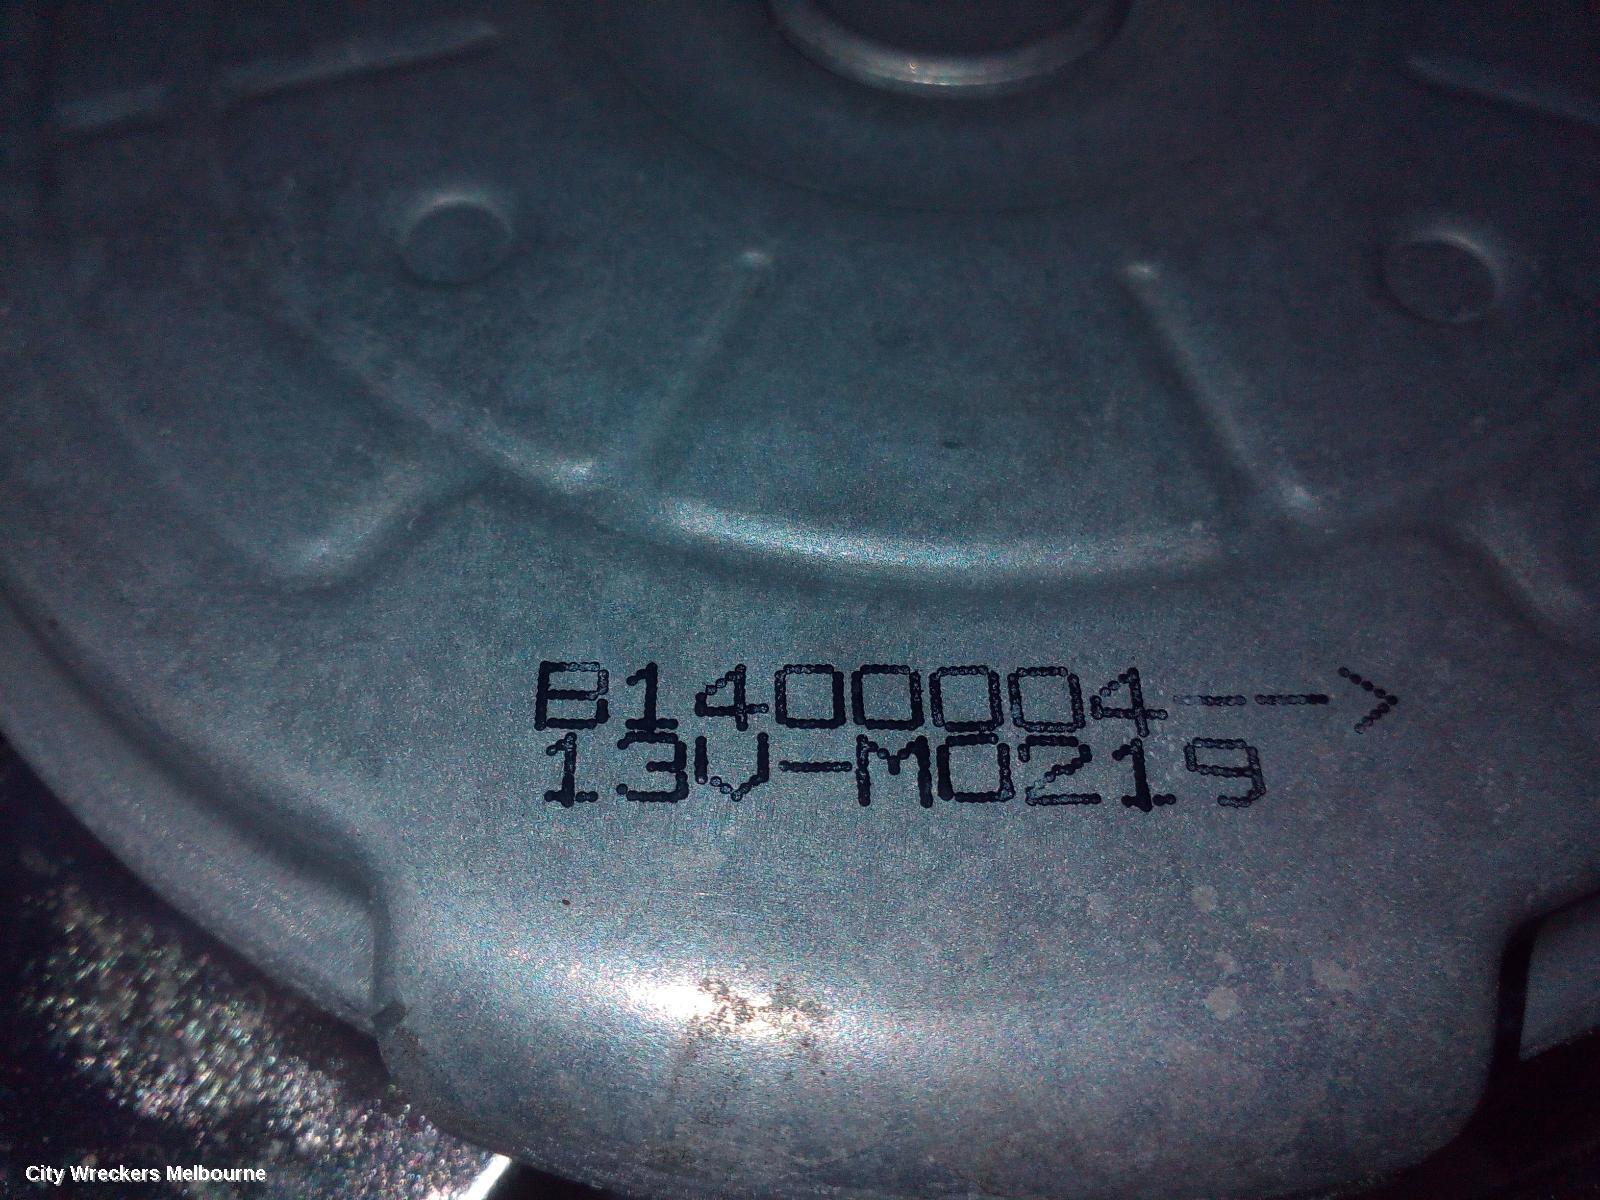 B1400004--->
13V-M0219
City Wreckers Melbourne